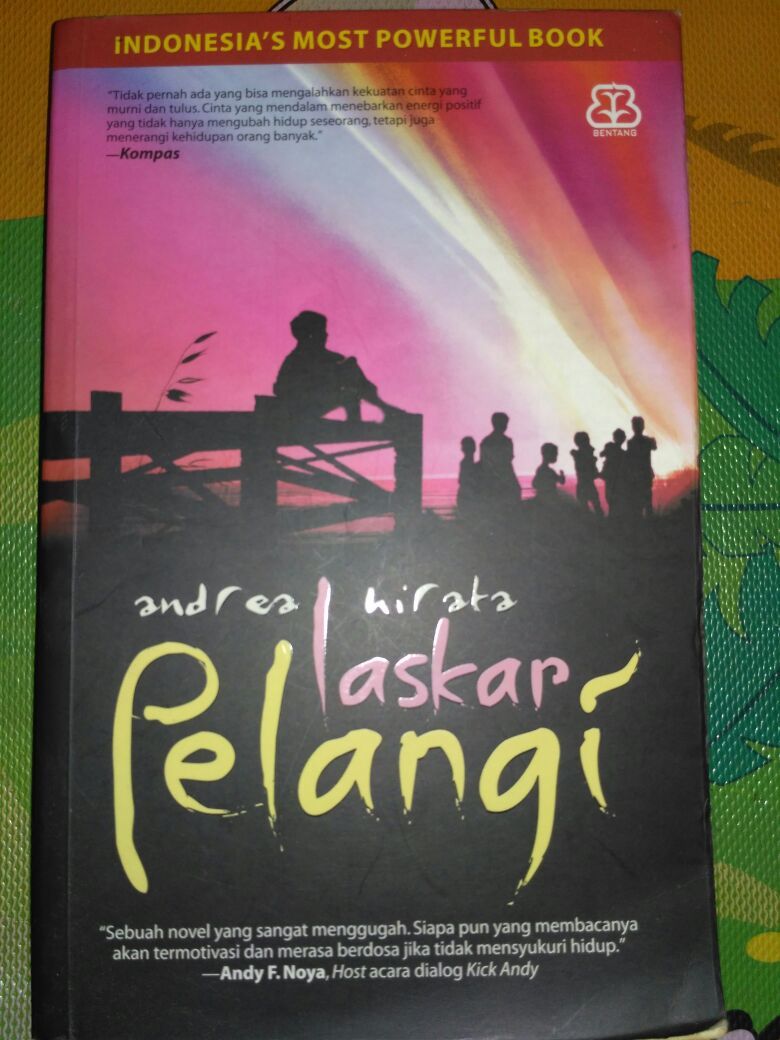 iNDONESIA'S MOST POWERFUL BOOK
"Tidak pernah ada yang bisa mengalahkan kekuatan cinta yang
murni dan tulus. Cinta yang mendalam menebarkan energi positif
yang tidak hanya mengubah hidup seseorang, tetapi juga
menerangi kehidupan orang banyak."
—Kompas
BENTANG
andrea hirata
laskar
Pelangi
"Sebuah novel yang sangat menggugah. Siapa pun yang membacanya
akan termotivasi dan merasa berdosa jika tidak mensyukuri hidup."
—Andy F. Noya, Host acara dialog Kick Andy